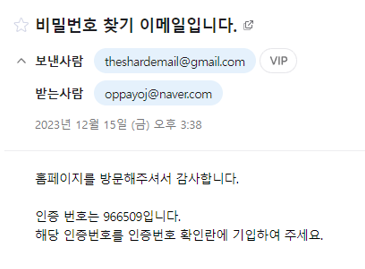 비밀번호 찾기 이메일입니다.
보낸사람 theshardemail@gmail.com VIP
받는사람 oppayoj@naver.com
2023년 12월 15일 (금) 오후 3:38
홈페이지를 방문해주셔서 감사합니다.
인증 번호는 966509입니다.
해당 인증번호를 인증번호 확인란에 기입하여 주세요.